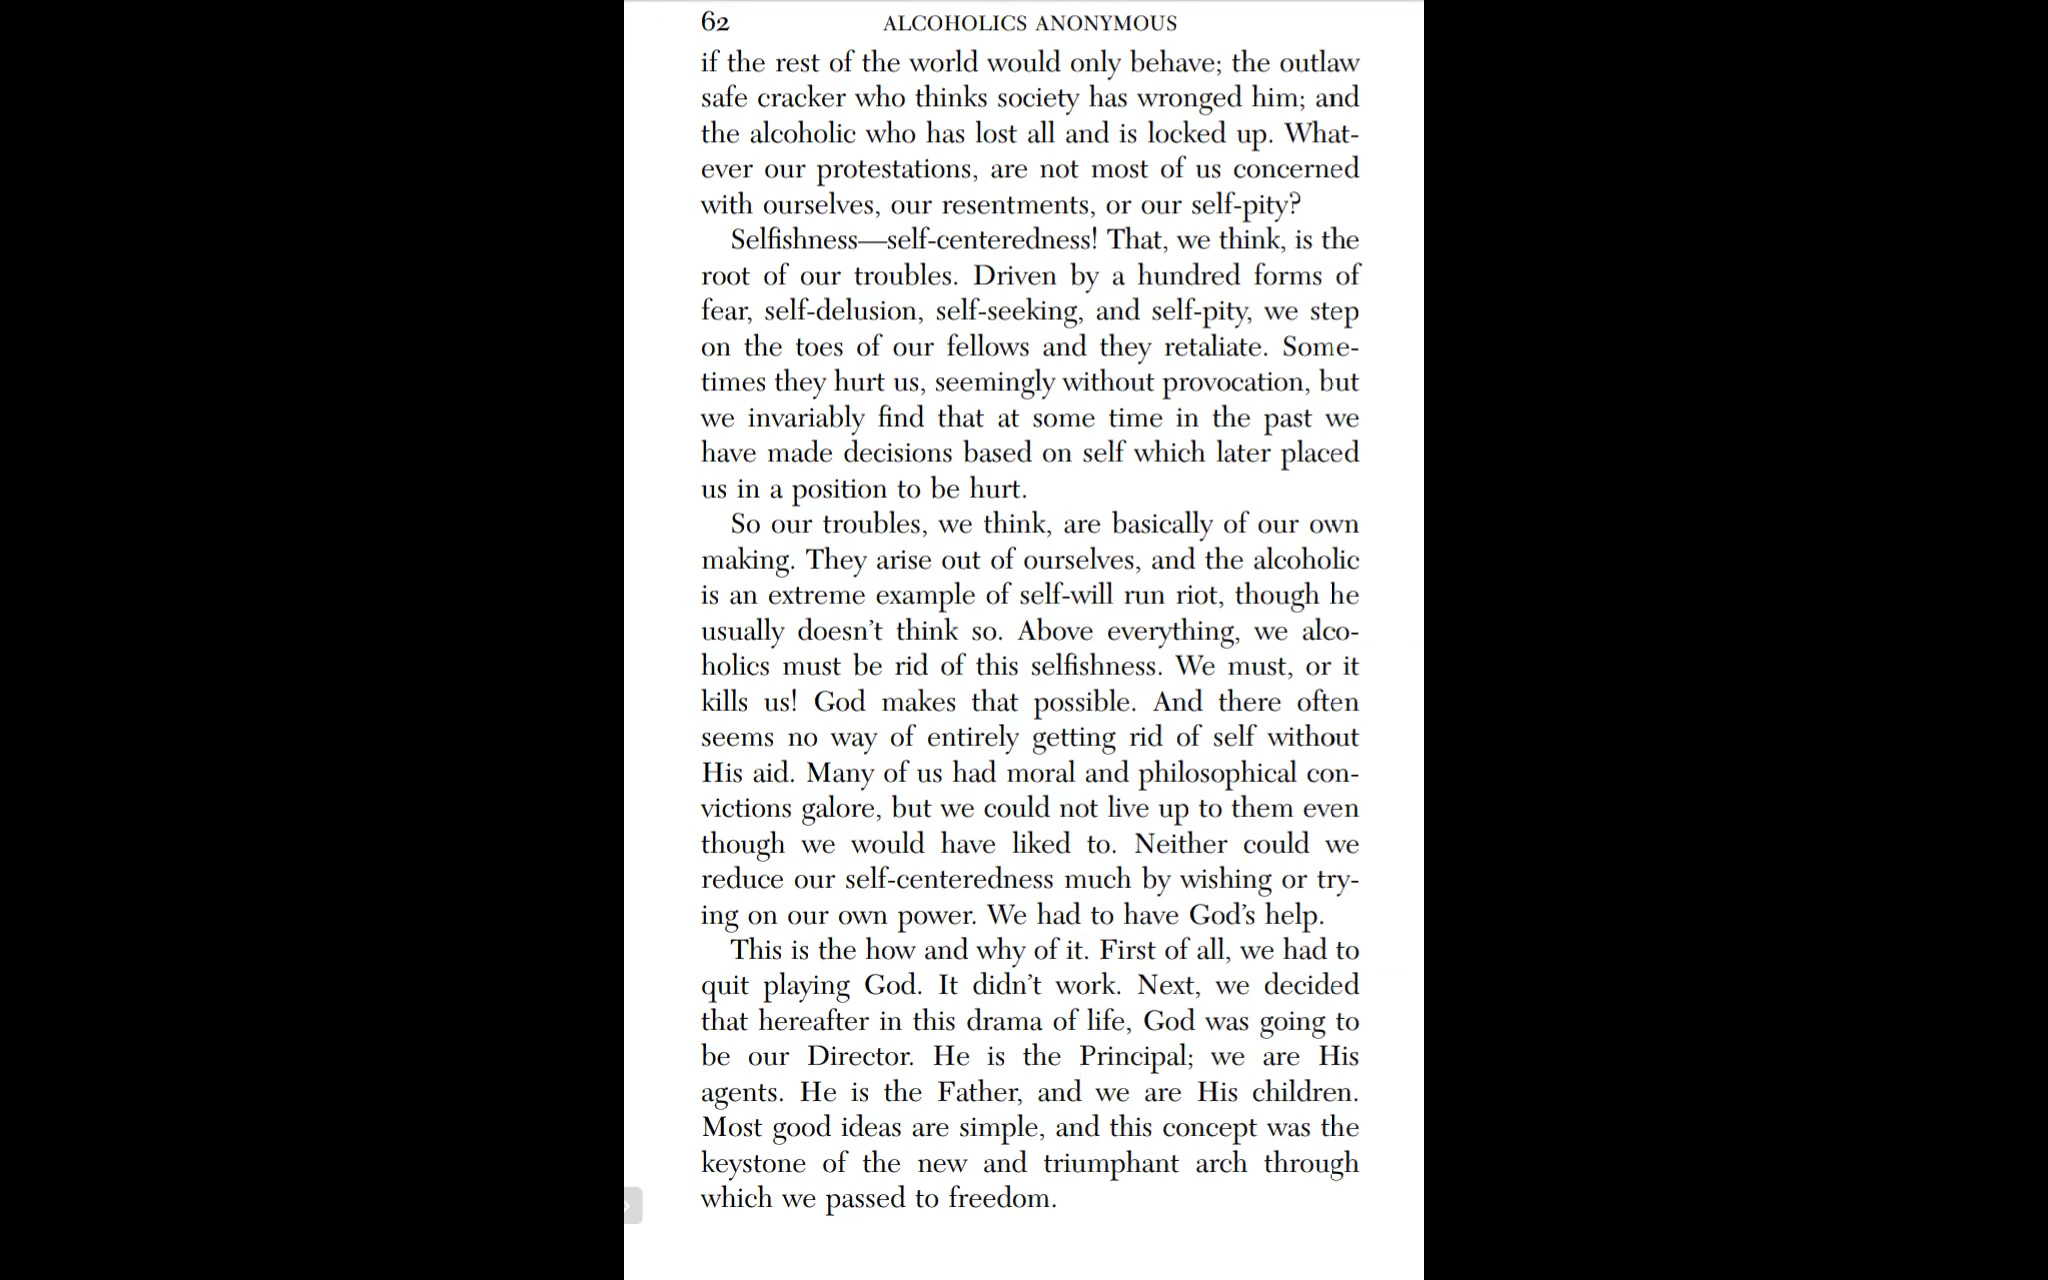 62 ALCOHOLICS ANONYMOUS
if the rest of the world would only behave; the outlaw
safe cracker who thinks society has wronged him; and
the alcoholic who has lost all and is locked up. What-
ever our protestations, are not most of us concerned
with ourselves, our resentments, or our self-pity?
Selfishness—self-centeredness! That, we think, is the
root of our troubles. Driven by a hundred forms of
fear, self-delusion, self-seeking, and self-pity, we step
on the toes of our fellows and they retaliate. Some-
times they hurt us, seemingly without provocation, but
we invariably find that at some time in the past we
have made decisions based on self which later placed
us in a position to be hurt.
So our troubles, we think, are basically of our own
making. They arise out of ourselves, and the alcoholic
is an extreme example of self-will run riot, though he
usually doesn’t think so. Above everything, we alco-
holics must be rid of this selfishness. We must, or it
kills us! God makes that possible. And there often
seems no way of entirely getting rid of self without
His aid. Many of us had moral and philosophical con-
victions galore, but we could not live up to them even
though we would have liked to. Neither could we
reduce our self-centeredness much by wishing or try-
ing on our own power. We had to have God’s help.
This is the how and why of it. First of all, we had to
quit playing God. It didn’t work. Next, we decided
that hereafter in this drama of life, God was going to
be our Director. He is the Principal; we are His
agents. He is the Father, and we are His children.
Most good ideas are simple, and this concept was the
keystone of the new and triumphant arch through
which we passed to freedom.